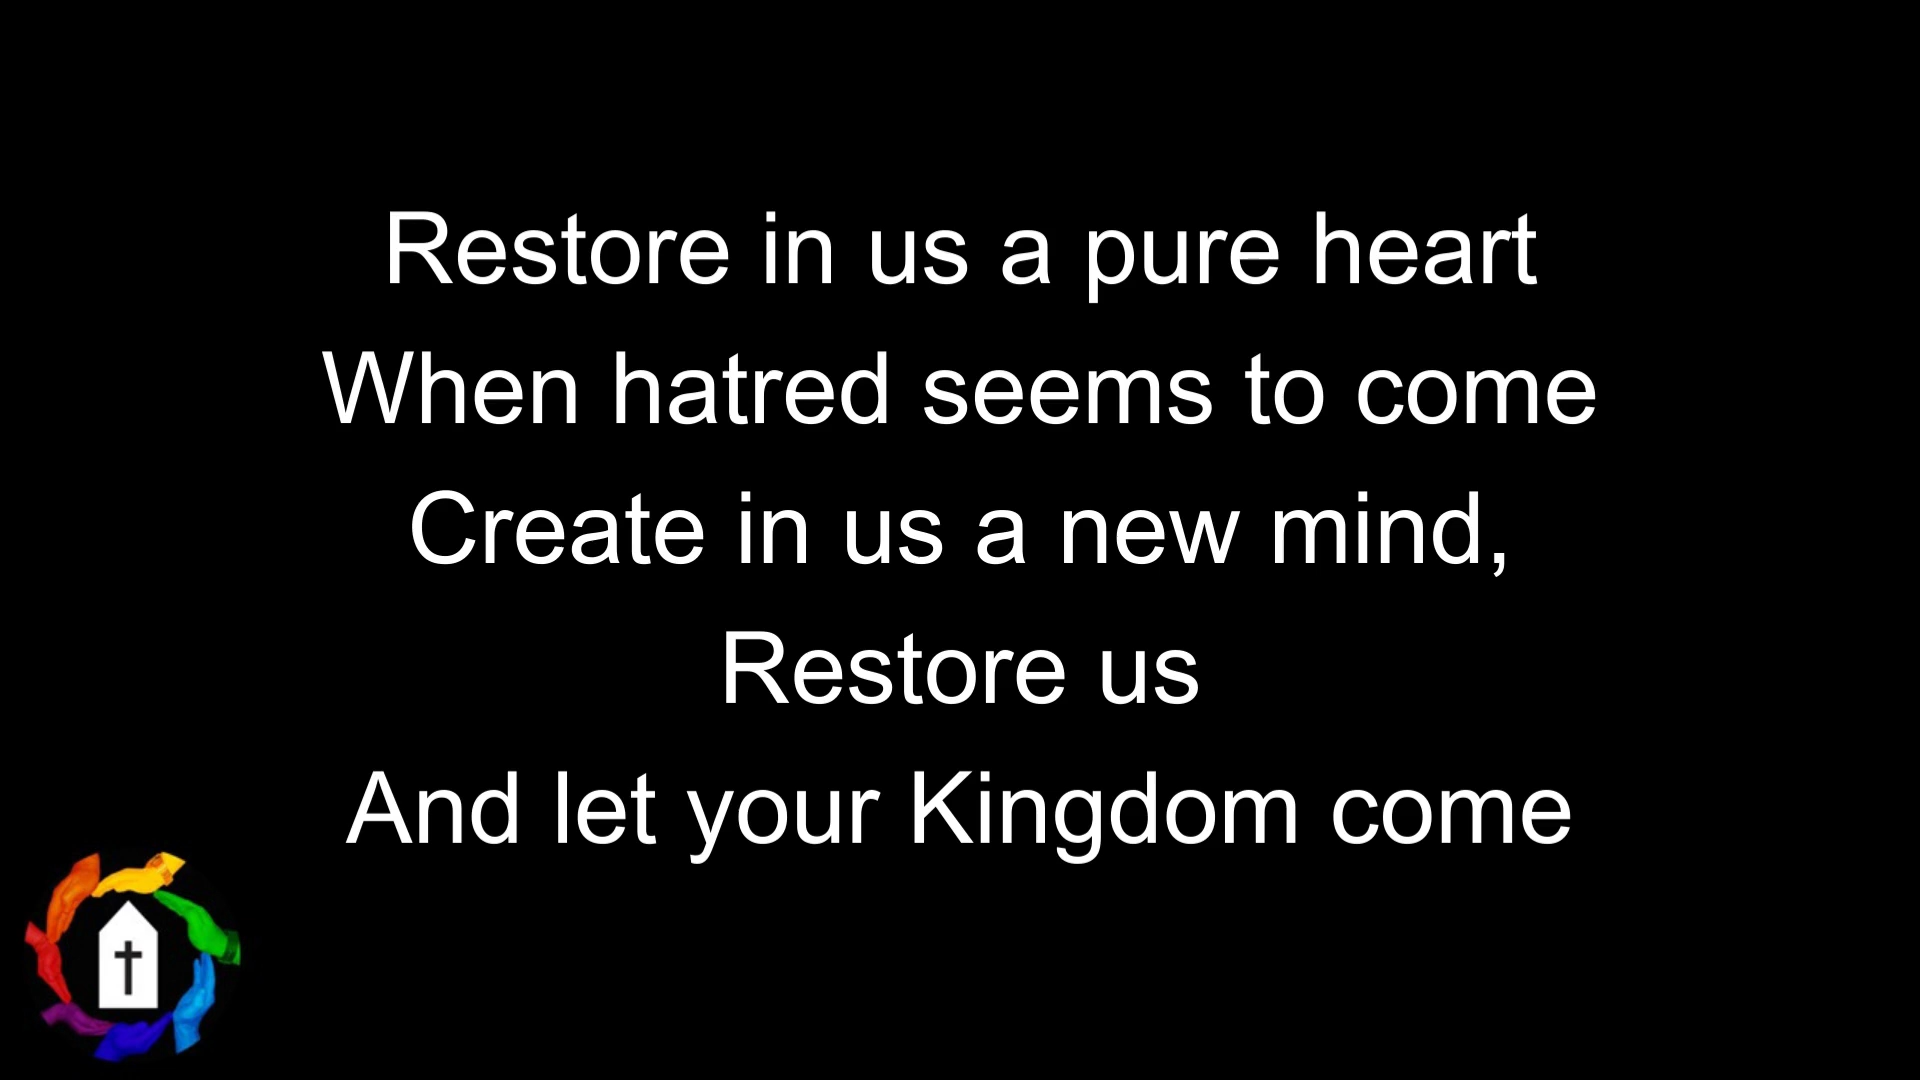 Restore in us a pure heart
When hatred seems to come
Create in us a new mind,
Restore us
And let your Kingdom come